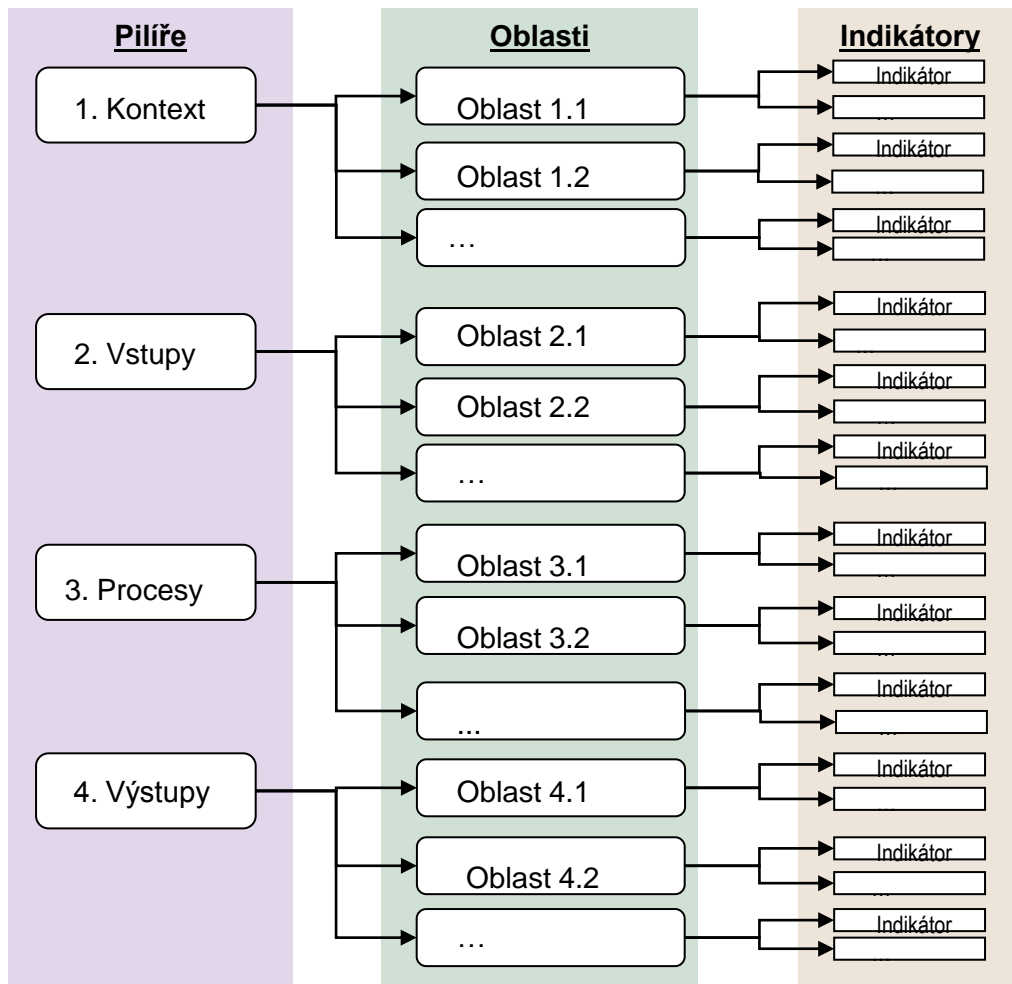 Pilíře
Oblasti
Indikátory
1. Kontext
Oblast 1.1
Indikátor
...
Oblast 1.2
Indikátor
...
…
Indikátor
...
2. Vstupy
Oblast 2.1
Indikátor
...
Oblast 2.2
Indikátor
...
…
Indikátor
...
3. Procesy
Oblast 3.1
Indikátor
...
Oblast 3.2
Indikátor
...
...
Indikátor
...
4. Výstupy
Oblast 4.1
Indikátor
...
Oblast 4.2
Indikátor
...
…
Indikátor
...